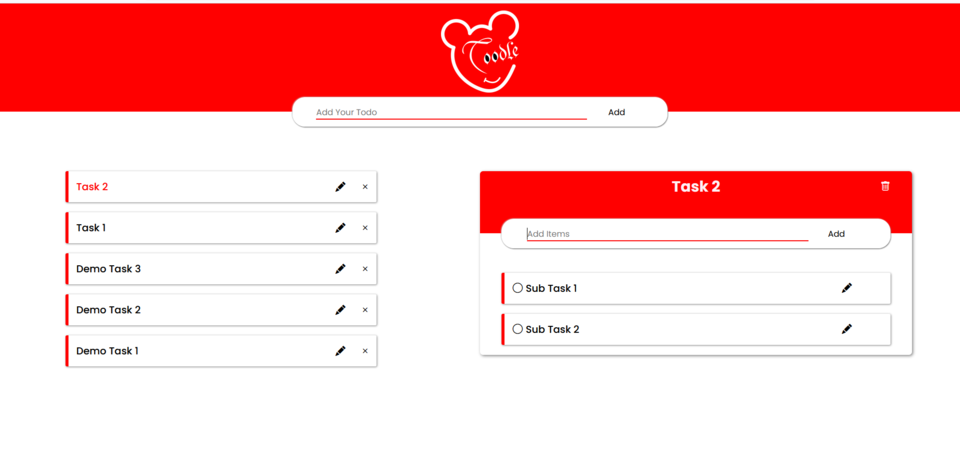 Toodle
Add Your Todo
Add
Task 2
Task 1
Demo Task 3
Demo Task 2
Demo Task 1
Task 2
Add Items
Add
Sub Task 1
Sub Task 2